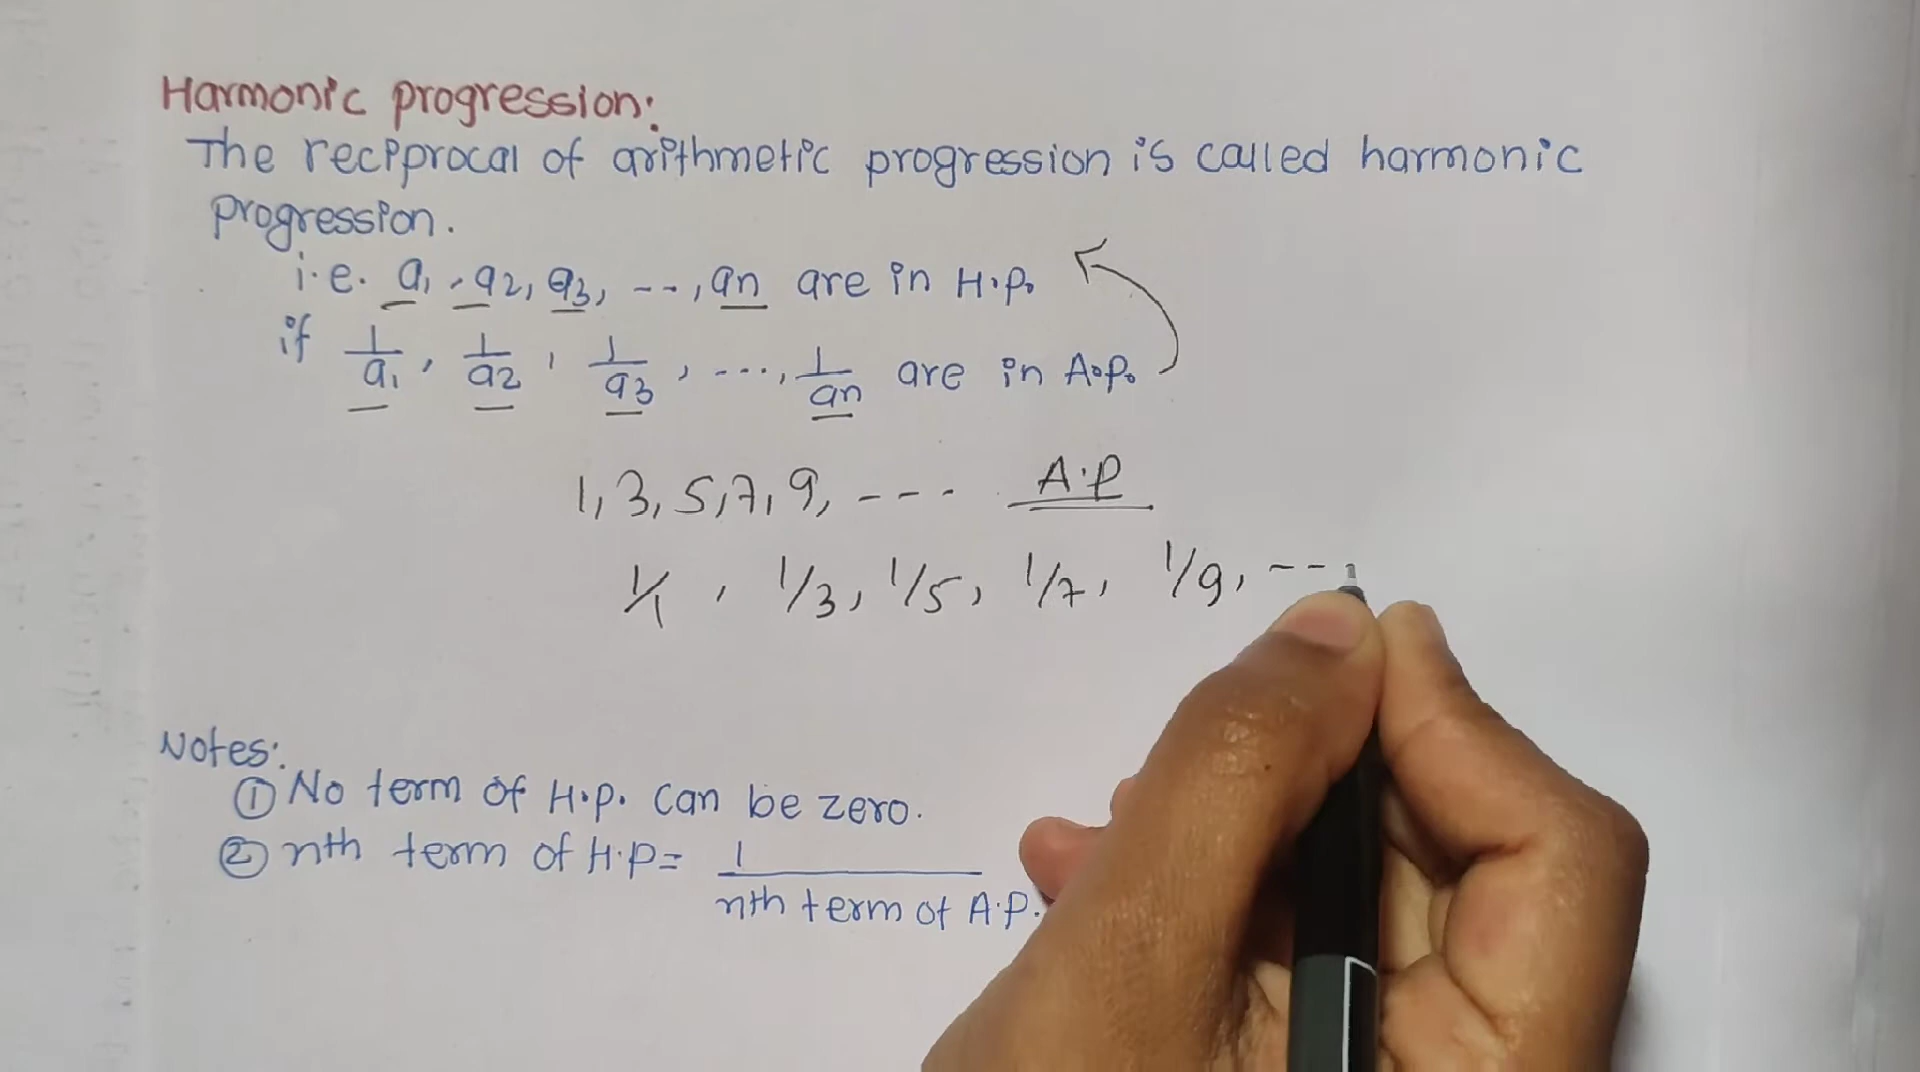 Harmonic progression:
The reciprocal of arithmetic progression is called harmonic
progression.
i.e. a1, a2, a3, ---, an are in H.P.
if 1/a1, 1/a2, 1/a3, ..., 1/an are in A.P.
1, 3, 5, 7, 9, ---- A.P
1/1, 1/3, 1/5, 1/7, 1/9, ---
Notes:
① No term of H.P. can be zero.
② nth term of H.P = 1
nth term of A.P.